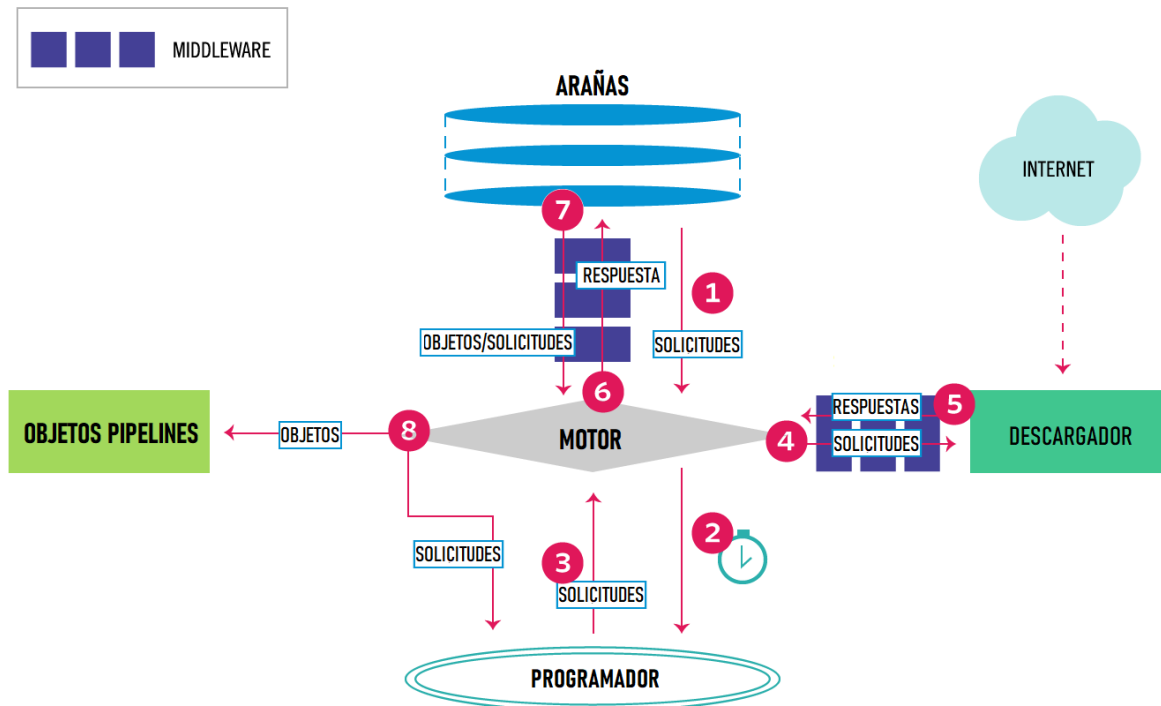 MIDDLEWARE
ARAÑAS
INTERNET
7
RESPUESTA
1
OBJETOS/SOLICITUDES
SOLICITUDES
6
RESPUESTAS
5
OBJETOS PIPELINES
OBJETOS
8
MOTOR
4
SOLICITUDES
DESCARGADOR
2
SOLICITUDES
3
SOLICITUDES
PROGRAMADOR